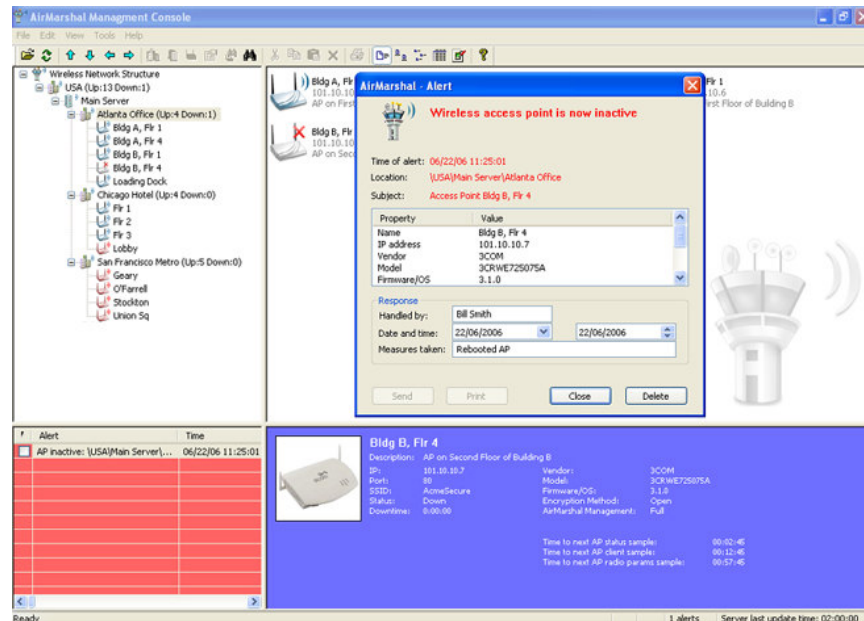 AirMarshal Managment Console
File Edit View Tools Help
Wireless Network Structure
USA (Up:13 Down:1)
Main Server
Atlanta Office (Up:4 Down:1)
Bldg A, Flr 1
Bldg A, Flr 4
Bldg B, Flr 1
Bldg B, Flr 4
Loading Dock
Chicago Hotel (Up:4 Down:0)
Flr 1
Flr 2
Flr 3
Lobby
San Francisco Metro (Up:5 Down:0)
Geary
O'Farrell
Stockton
Union Sq
Bldg A, Flr
101.10.10
AP on First
Bldg B, Flr
101.10.10
AP on Seco
Flr 1
10.6
rst Floor of Building B
AirMarshal - Alert
Wireless access point is now inactive
Time of alert: 06/22/06 11:25:01
Location: \USA\Main Server\Atlanta Office
Subject: Access Point Bldg B, Flr 4
Property Value
Name Bldg B, Flr 4
IP address 101.10.10.7
Vendor 3COM
Model 3CRWE725075A
Firmware/OS 3.1.0
Response
Handled by: Bill Smith
Date and time: 22/06/2006 22/06/2006
Measures taken: Rebooted AP
Send Print Close Delete
! Alert Time
AP inactive: \USA\Main Server\... 06/22/06 11:25:01
Bldg B, Flr 4
Description: AP on Second Floor of Building B
IP: 101.10.10.7 Vendor: 3COM
Port: 80 Model: 3CRWE725075A
SSID: AcmeSecure Firmware/OS: 3.1.0
Status: Down Encryption Method: Open
Downtime: 0:00:00 AirMarshal Management: Full
Time to next AP status sample: 00:02:45
Time to next AP client sample: 00:12:45
Time to next AP radio params sample: 00:57:45
Ready 1 alerts Server last update time: 02:00:00